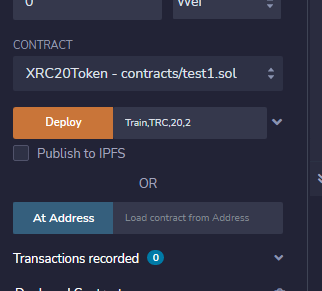 0
Wei
CONTRACT
XRC20Token - contracts/test1.sol
Deploy
Train,TRC,20,2
Publish to IPFS
OR
At Address
Load contract from Address
Transactions recorded 0